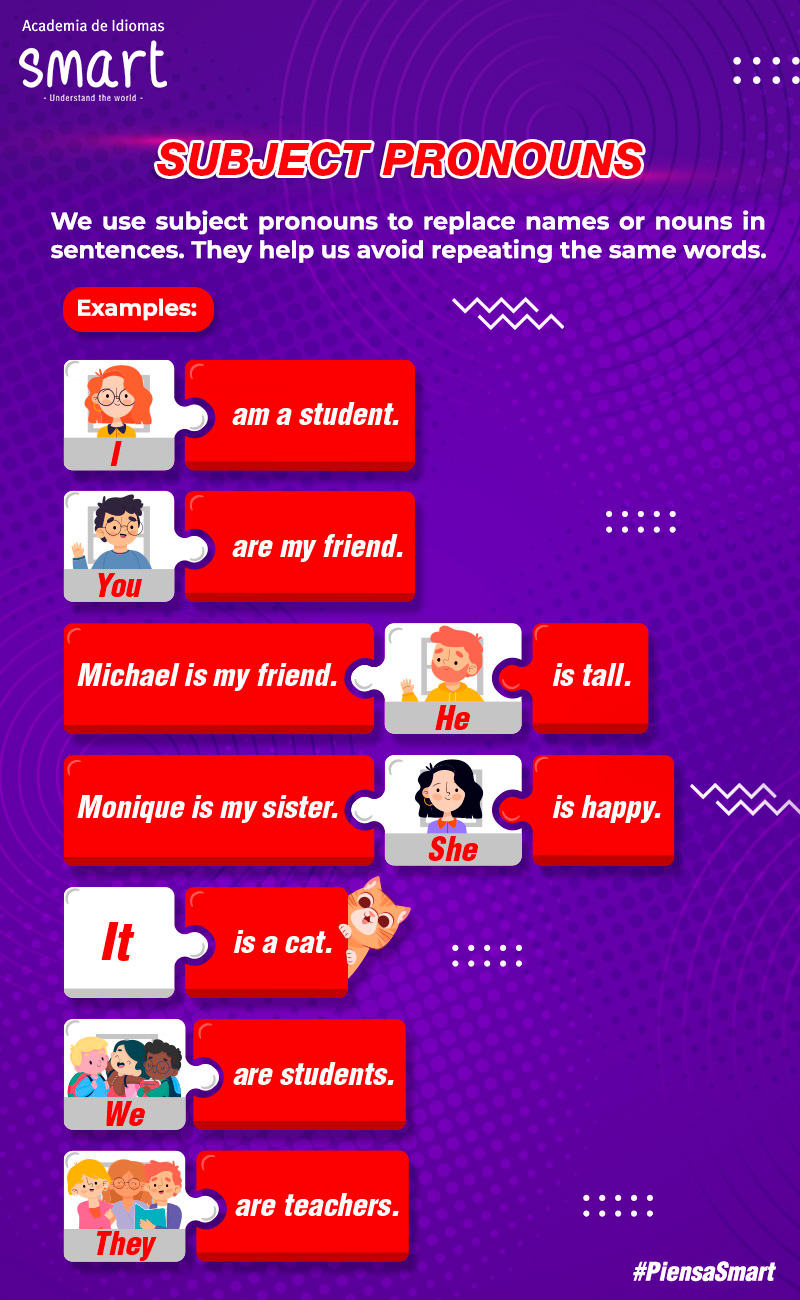 Academia de Idiomas
smart
- Understand the world -
SUBJECT PRONOUNS
We use subject pronouns to replace names or nouns in
sentences. They help us avoid repeating the same words.
Examples:
I am a student.
You are my friend.
Michael is my friend. He is tall.
Monique is my sister. She is happy.
It is a cat.
We are students.
They are teachers.
#PiensaSmart